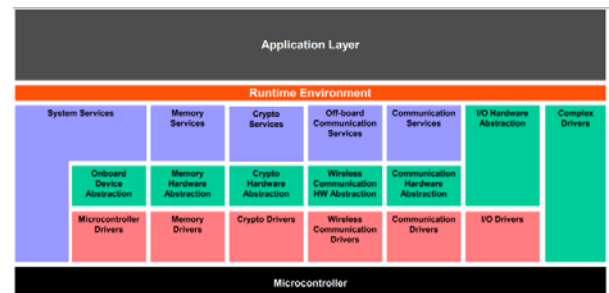 Application Layer
Runtime Environment
System Services
Memory
Services
Crypto
Services
Off-board
Communication
Services
Communication
Services
I/O Hardware
Abstraction
Complex
Drivers
Onboard
Device
Abstraction
Memory
Hardware
Abstraction
Crypto
Hardware
Abstraction
Wireless
Communication
HW Abstraction
Communication
Hardware
Abstraction
Microcontroller
Drivers
Memory
Drivers
Crypto Drivers
Wireless
Communication
Drivers
Communication
Drivers
I/O Drivers
Microcontroller